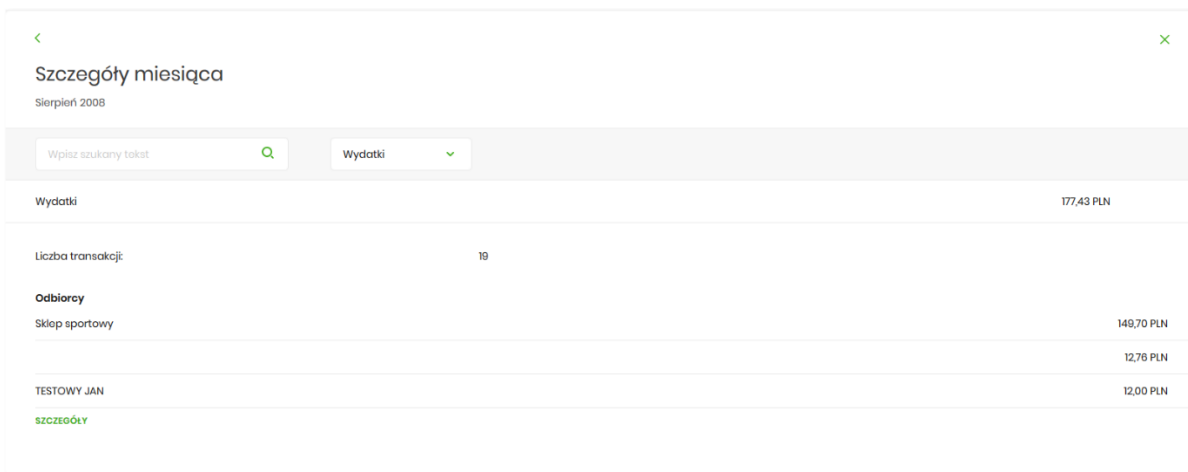 Szczegóły miesiąca
Sierpień 2008
Wpisz szukany tekst
Wydatki
Wydatki 177,43 PLN
Liczba transakcji: 19
Odbiorcy
Sklep sportowy 149,70 PLN
12,76 PLN
TESTOWY JAN 12,00 PLN
SZCZEGÓŁY